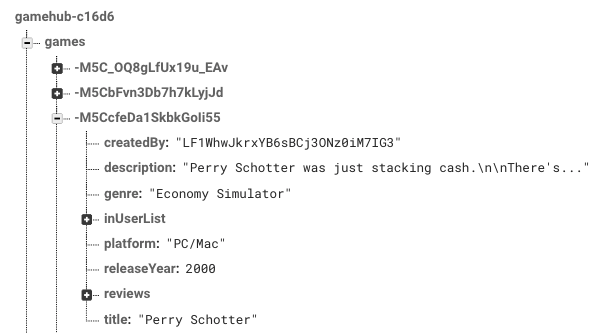 gamehub-c16d6
games
-M5C_OQ8gLfUx19u_EAv
-M5CbFvn3Db7h7kLyjJd
-M5CcfeDa1SkbkGoIi55
createdBy: "LF1WhwJkrxYB6sBCj3ONz0iM7IG3"
description: "Perry Schotter was just stacking cash.\n\nThere's..."
genre: "Economy Simulator"
inUserList
platform: "PC/Mac"
releaseYear: 2000
reviews
title: "Perry Schotter"